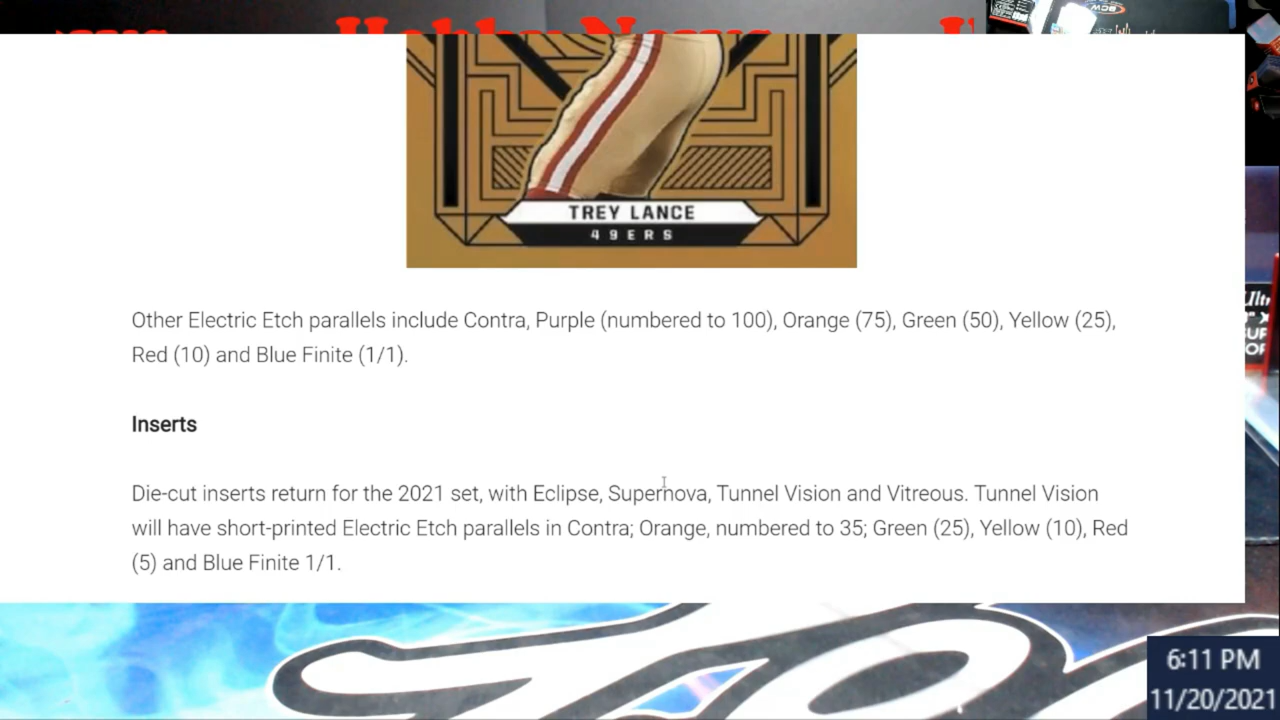 Hobby News
TREY LANCE
49ERS
Other Electric Etch parallels include Contra, Purple (numbered to 100), Orange (75), Green (50), Yellow (25),
Red (10) and Blue Finite (1/1).
Inserts
Die-cut inserts return for the 2021 set, with Eclipse, Supernova, Tunnel Vision and Vitreous. Tunnel Vision
will have short-printed Electric Etch parallels in Contra; Orange, numbered to 35; Green (25), Yellow (10), Red
(5) and Blue Finite 1/1.
6:11 PM
11/20/2021